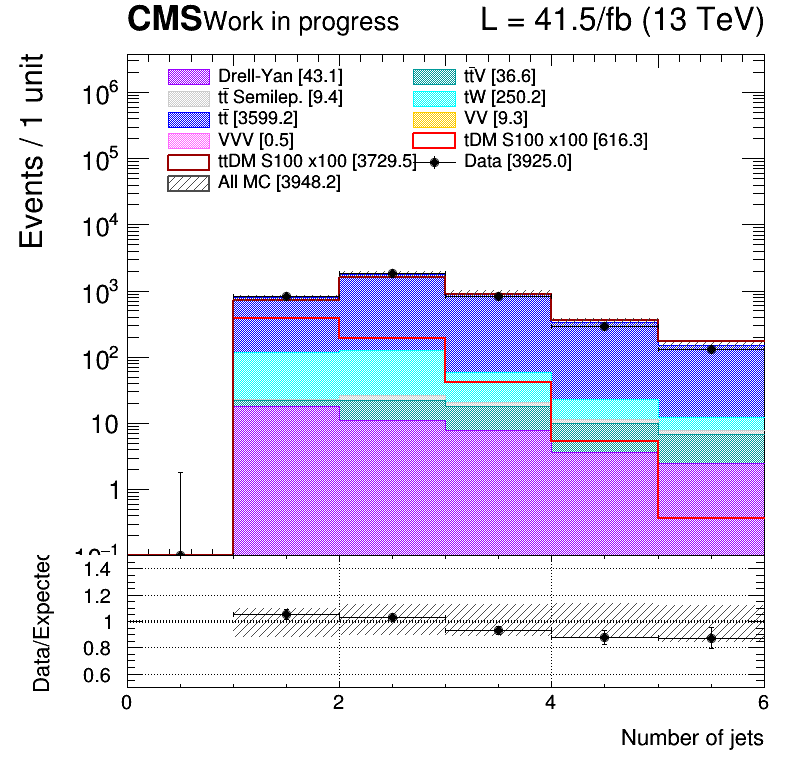 CMS Work in progress L = 41.5/fb (13 TeV)
Events / 1 unit
Drell-Yan [43.1] tt̄V [36.6]
tt̄ Semilep. [9.4] tW [250.2]
tt̄ [3599.2] VV [9.3]
VVV [0.5] tDM S100 x100 [616.3]
ttDM S100 x100 [3729.5] Data [3925.0]
All MC [3948.2]
10⁶
10⁵
10⁴
10³
10²
10
1
10⁻¹
Data/Expected
1.4
1.2
1
0.8
0.6
0 2 4 6
Number of jets